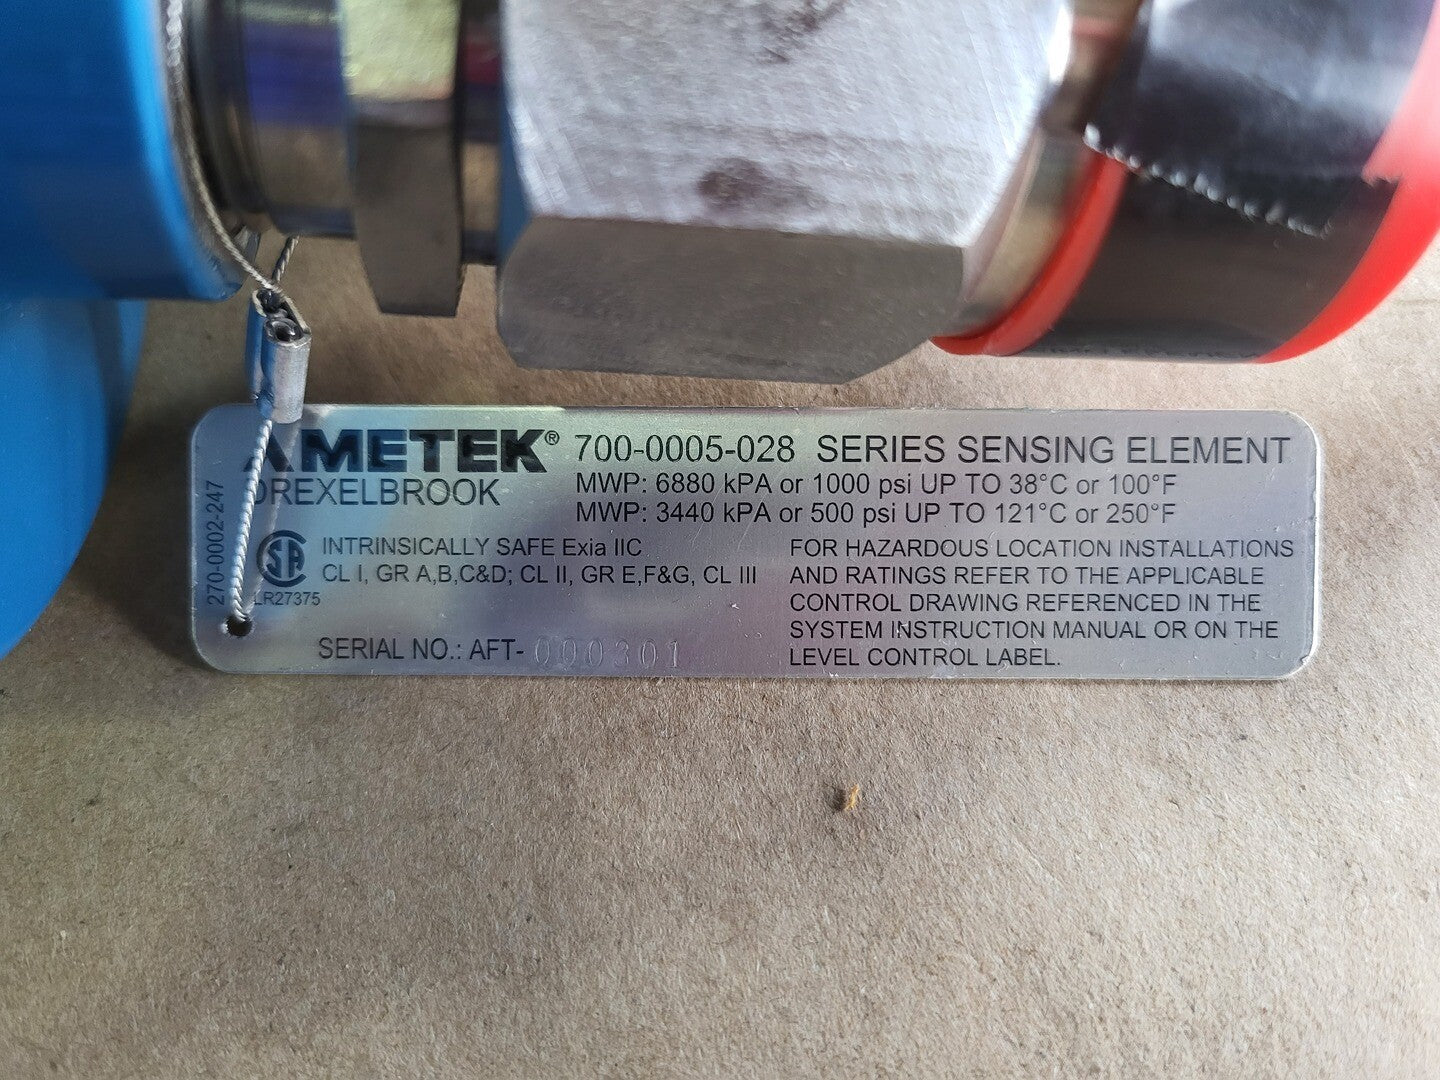 AMETEK® 700-0005-028 SERIES SENSING ELEMENT
DREXELBROOK
MWP: 6880 kPA or 1000 psi UP TO 38°C or 100°F
MWP: 3440 kPA or 500 psi UP TO 121°C or 250°F
270-0002-247
SA
INTRINSICALLY SAFE Exia IIC
CL I, GR A,B,C&D; CL II, GR E,F&G, CL III
LR27375
SERIAL NO.: AFT-000301
FOR HAZARDOUS LOCATION INSTALLATIONS
AND RATINGS REFER TO THE APPLICABLE
CONTROL DRAWING REFERENCED IN THE
SYSTEM INSTRUCTION MANUAL OR ON THE
LEVEL CONTROL LABEL.